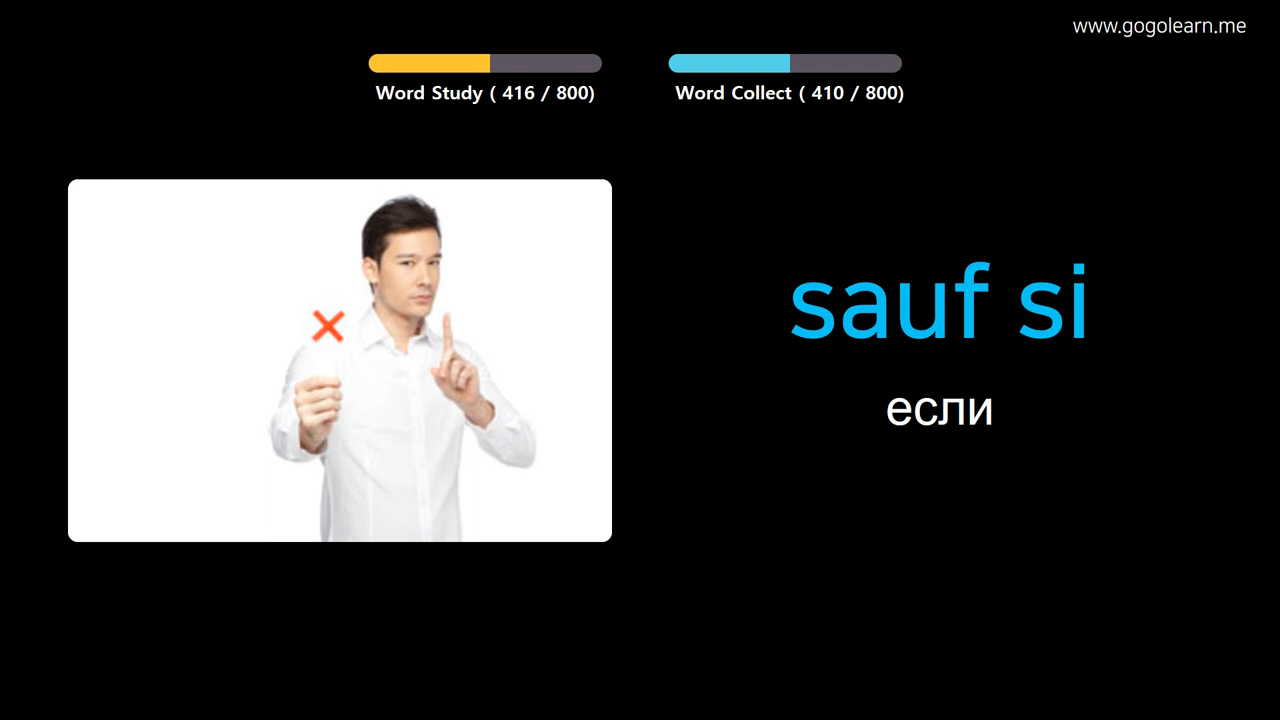 www.gogolearn.me
Word Study ( 416 / 800)
Word Collect ( 410 / 800)
sauf si
если